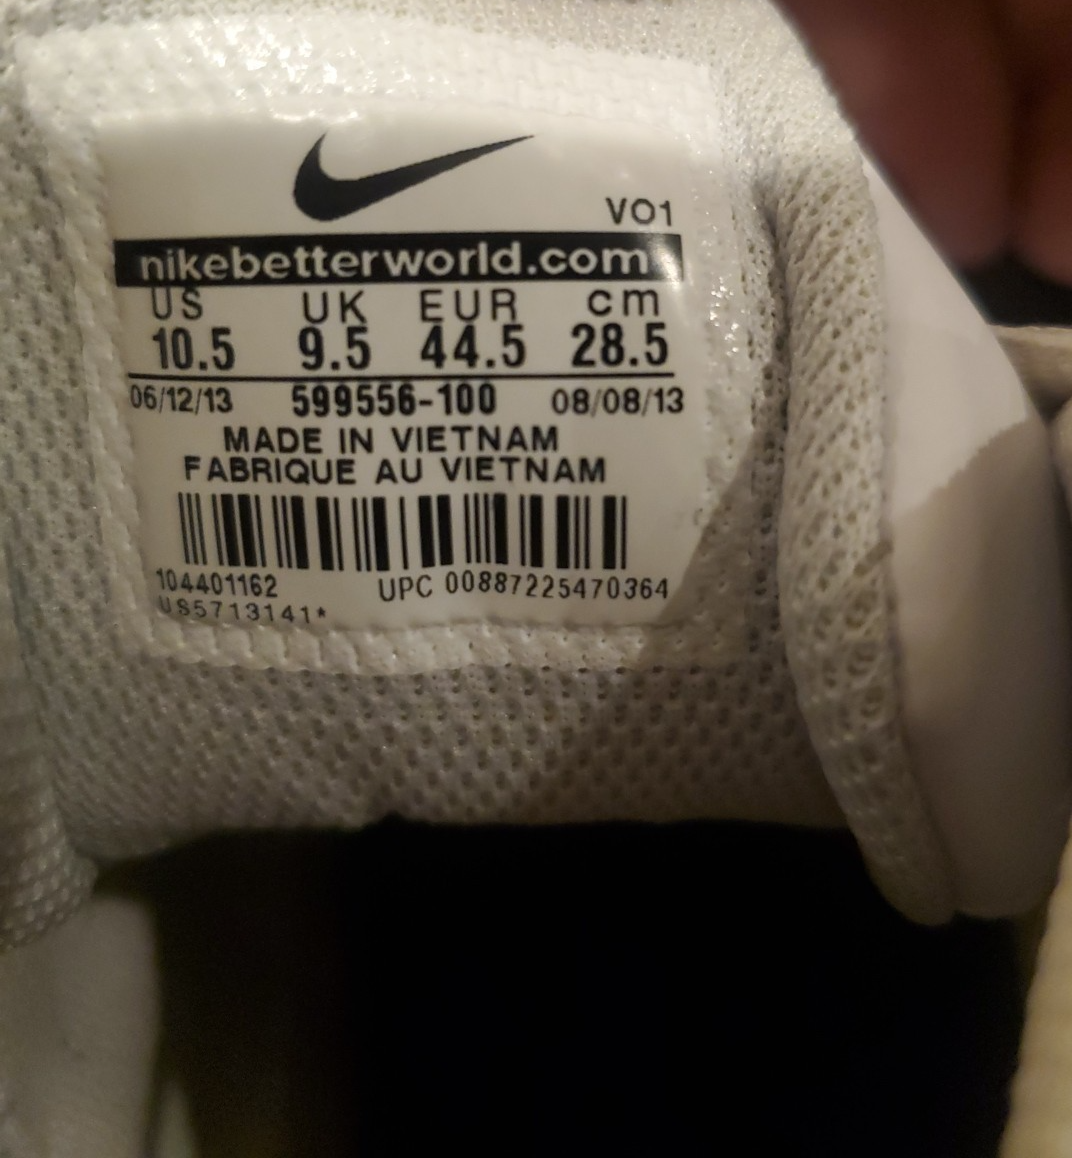 VO1
nikebetterworld.com
US UK EUR cm
10.5 9.5 44.5 28.5
06/12/13 599556-100 08/08/13
MADE IN VIETNAM
FABRIQUE AU VIETNAM
104401162 UPC 00887225470364
US5713141*